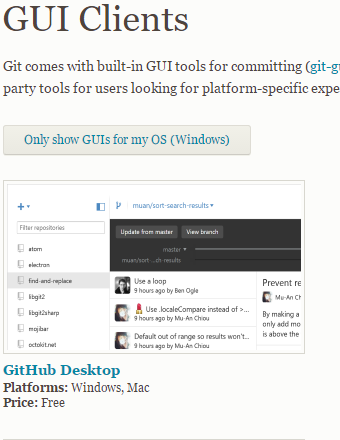 GUI Clients
Git comes with built-in GUI tools for committing (git-gu
party tools for users looking for platform-specific expe
Only show GUIs for my OS (Windows)
muan/sort-search-results
Filter repositories
atom
electron
find-and-replace
libgit2
libgit2sharp
mojibar
octokit.net
Update from master
View branch
master
muan/sort-...ch-results
Use a loop
9 hours ago by Ben Ogle
Use .localeCompare instead of >...
9 hours ago by Mu-An Chiou
Default out of range so results won't...
9 hours ago by Mu-An Chiou
Prevent re
Mu-An Ch
By making a
only add mo
is above the
GitHub Desktop
Platforms: Windows, Mac
Price: Free